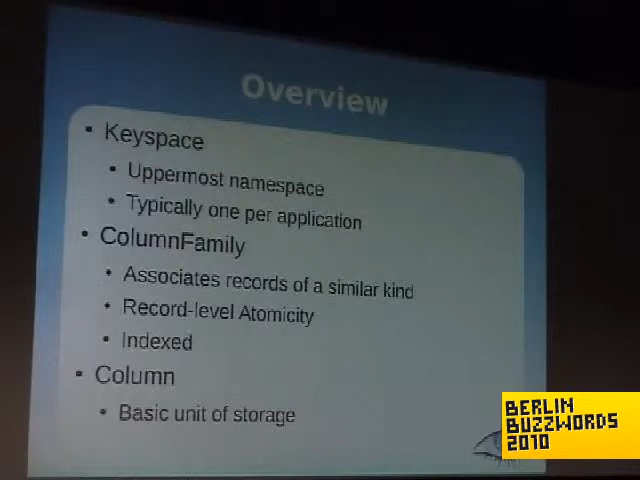 Overview
• Keyspace
• Uppermost namespace
• Typically one per application
• ColumnFamily
• Associates records of a similar kind
• Record-level Atomicity
• Indexed
• Column
• Basic unit of storage
BERLIN
BUZZWORDS
2010